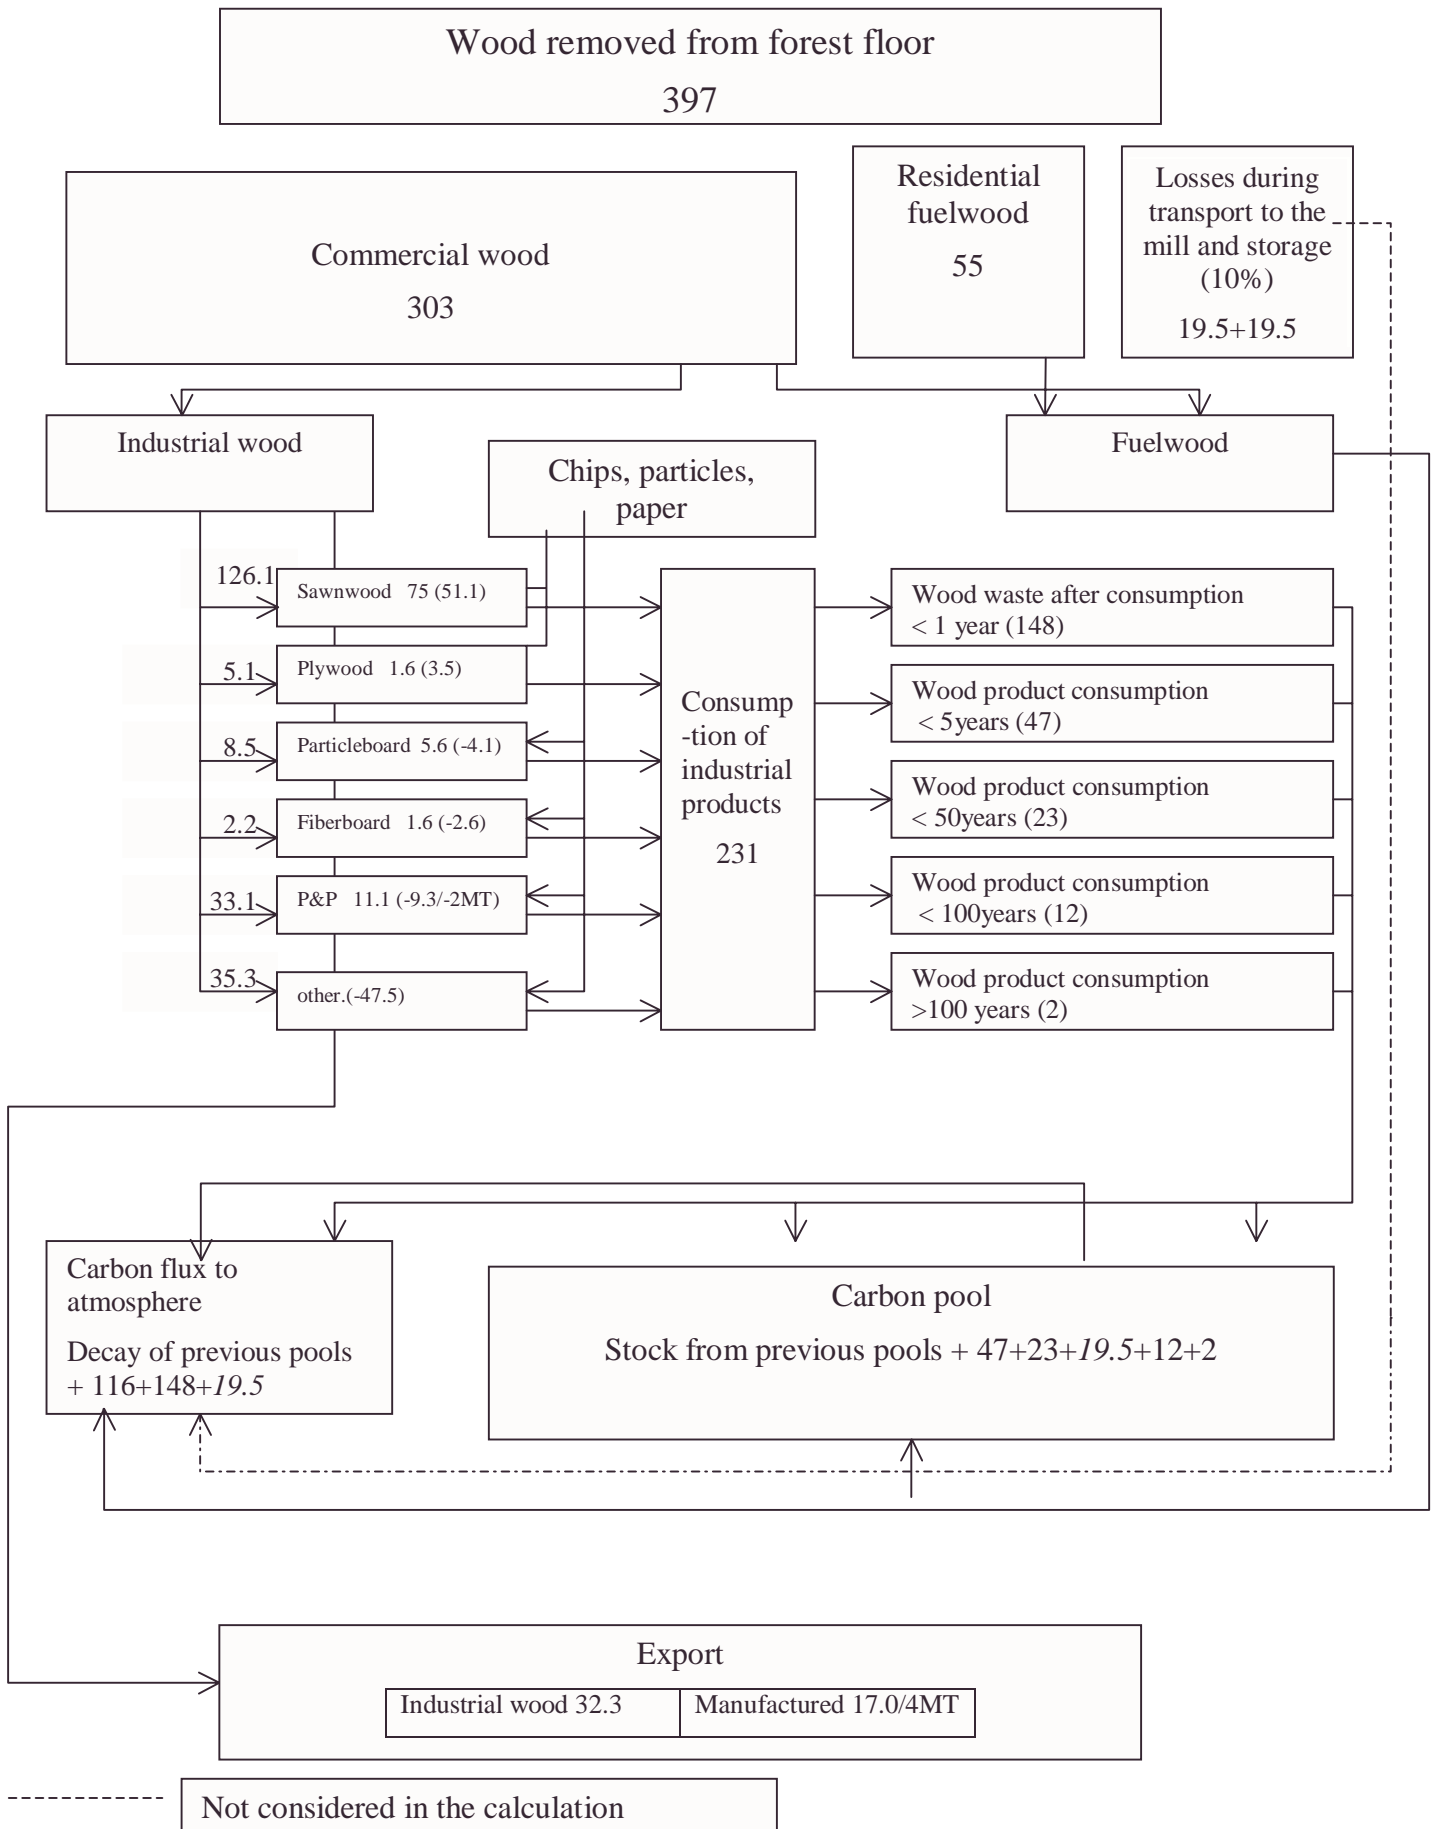 Wood removed from forest floor
397
Commercial wood
303
Residential
fuelwood
55
Losses during
transport to the
mill and storage
(10%)
19.5+19.5
Industrial wood
Chips, particles,
paper
Fuelwood
126.1
Sawnwood 75 (51.1)
5.1
Plywood 1.6 (3.5)
8.5
Particleboard 5.6 (-4.1)
2.2
Fiberboard 1.6 (-2.6)
33.1
P&P 11.1 (-9.3/-2MT)
35.3
other.(-47.5)
Consump
-tion of
industrial
products
231
Wood waste after consumption
< 1 year (148)
Wood product consumption
< 5years (47)
Wood product consumption
< 50years (23)
Wood product consumption
< 100years (12)
Wood product consumption
>100 years (2)
Carbon flux to
atmosphere
Decay of previous pools
+ 116+148+19.5
Carbon pool
Stock from previous pools + 47+23+19.5+12+2
Export
Industrial wood 32.3
Manufactured 17.0/4MT
Not considered in the calculation